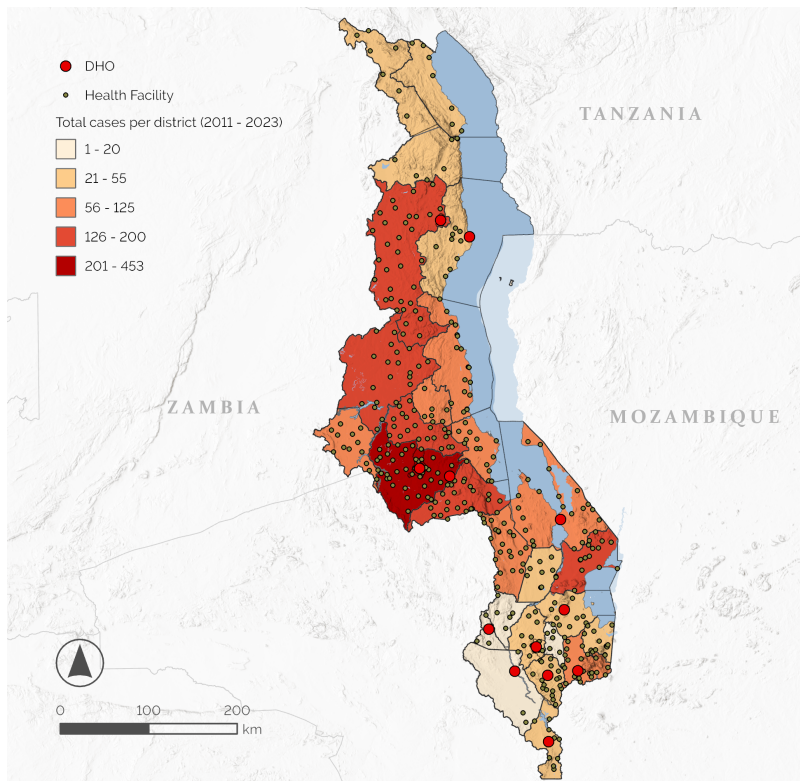 DHO
Health Facility
Total cases per district (2011 - 2023)
1 - 20
21 - 55
56 - 125
126 - 200
201 - 453
TANZANIA
ZAMBIA
MOZAMBIQUE
0 100 200
km